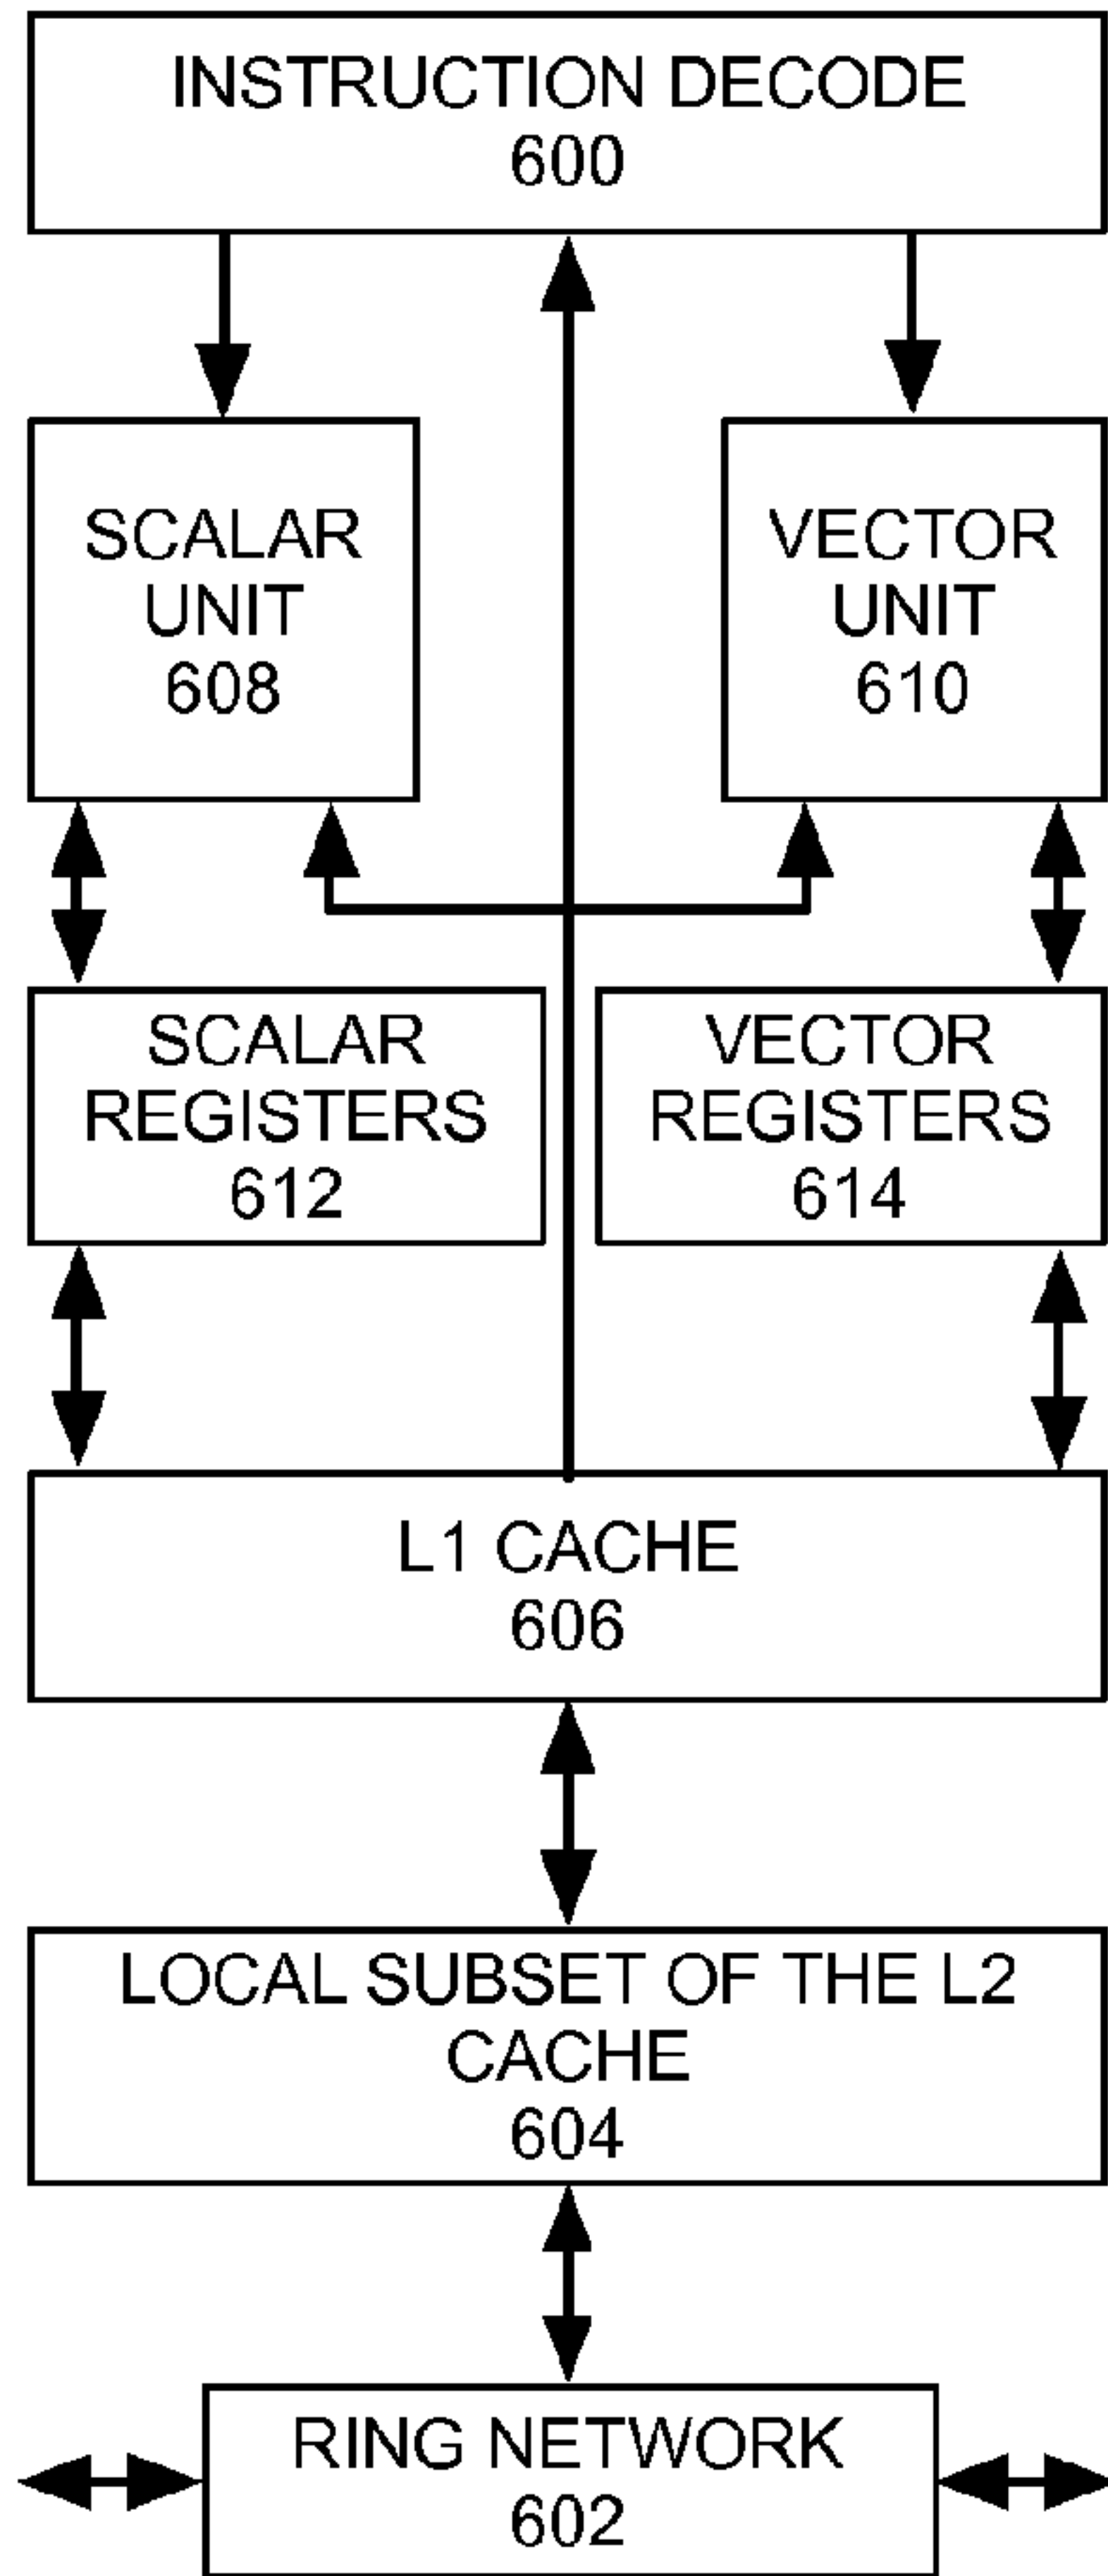 INSTRUCTION DECODE
600
SCALAR
UNIT
608
VECTOR
UNIT
610
SCALAR
REGISTERS
612
VECTOR
REGISTERS
614
L1 CACHE
606
LOCAL SUBSET OF THE L2
CACHE
604
RING NETWORK
602